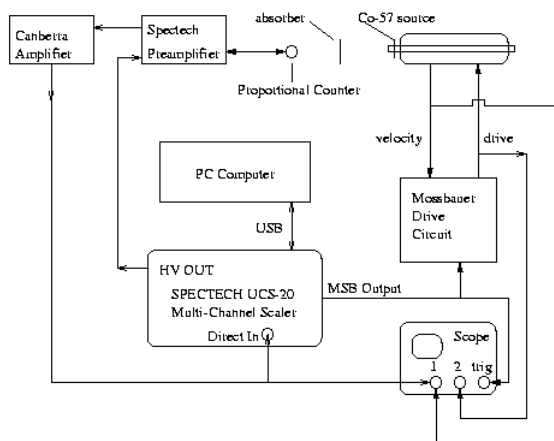 Canberra
Amplifier
Spectech
Preamplifier
absorber
Co-57 source
Proportional Counter
velocity
drive
PC Computer
Mossbauer
Drive
Circuit
USB
HV OUT
MSB Output
SPECTECH UCS-20
Multi-Channel Scaler
Direct In
Scope
1 2 trig